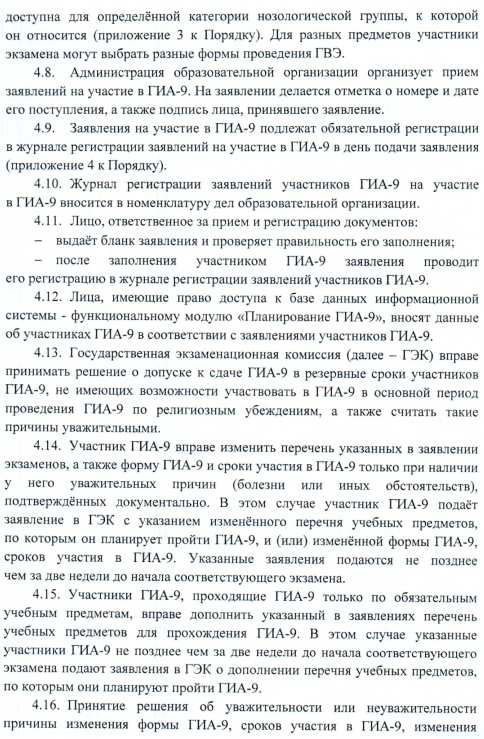 доступна для определённой категории нозологической группы, к которой
он относится (приложение 3 к Порядку). Для разных предметов участники
экзамена могут выбрать разные формы проведения ГВЭ.
4.8. Администрация образовательной организации организует прием
заявлений на участие в ГИА-9. На заявлении делается отметка о номере и дате
его поступления, а также подпись лица, принявшего заявление.
4.9. Заявления на участие в ГИА-9 подлежат обязательной регистрации
в журнале регистрации заявлений на участие в ГИА-9 в день подачи заявления
(приложение 4 к Порядку).
4.10. Журнал регистрации заявлений участников ГИА-9 на участие
в ГИА-9 вносится в номенклатуру дел образовательной организации.
4.11. Лицо, ответственное за прием и регистрацию документов:
– выдаёт бланк заявления и проверяет правильность его заполнения;
– после заполнения участником ГИА-9 заявления проводит
его регистрацию в журнале регистрации заявлений участников ГИА-9.
4.12. Лица, имеющие право доступа к базе данных информационной
системы - функциональному модулю «Планирование ГИА-9», вносят данные
об участниках ГИА-9 в соответствии с заявлениями участников ГИА-9.
4.13. Государственная экзаменационная комиссия (далее – ГЭК) вправе
принимать решение о допуске к сдаче ГИА-9 в резервные сроки участников
ГИА-9, не имеющих возможности участвовать в ГИА-9 в основной период
проведения ГИА-9 по религиозным убеждениям, а также считать такие
причины уважительными.
4.14. Участник ГИА-9 вправе изменить перечень указанных в заявлении
экзаменов, а также форму ГИА-9 и сроки участия в ГИА-9 только при наличии
у него уважительных причин (болезни или иных обстоятельств),
подтверждённых документально. В этом случае участник ГИА-9 подаёт
заявление в ГЭК с указанием изменённого перечня учебных предметов,
по которым он планирует пройти ГИА-9, и (или) изменённой формы ГИА-9,
сроков участия в ГИА-9. Указанные заявления подаются не позднее
чем за две недели до начала соответствующего экзамена.
4.15. Участники ГИА-9, проходящие ГИА-9 только по обязательным
учебным предметам, вправе дополнить указанный в заявлениях перечень
учебных предметов для прохождения ГИА-9. В этом случае указанные
участники ГИА-9 не позднее чем за две недели до начала соответствующего
экзамена подают заявления в ГЭК о дополнении перечня учебных предметов,
по которым они планируют пройти ГИА-9.
4.16. Принятие решения об уважительности или неуважительности
причины изменения формы ГИА-9, сроков участия в ГИА-9, изменения